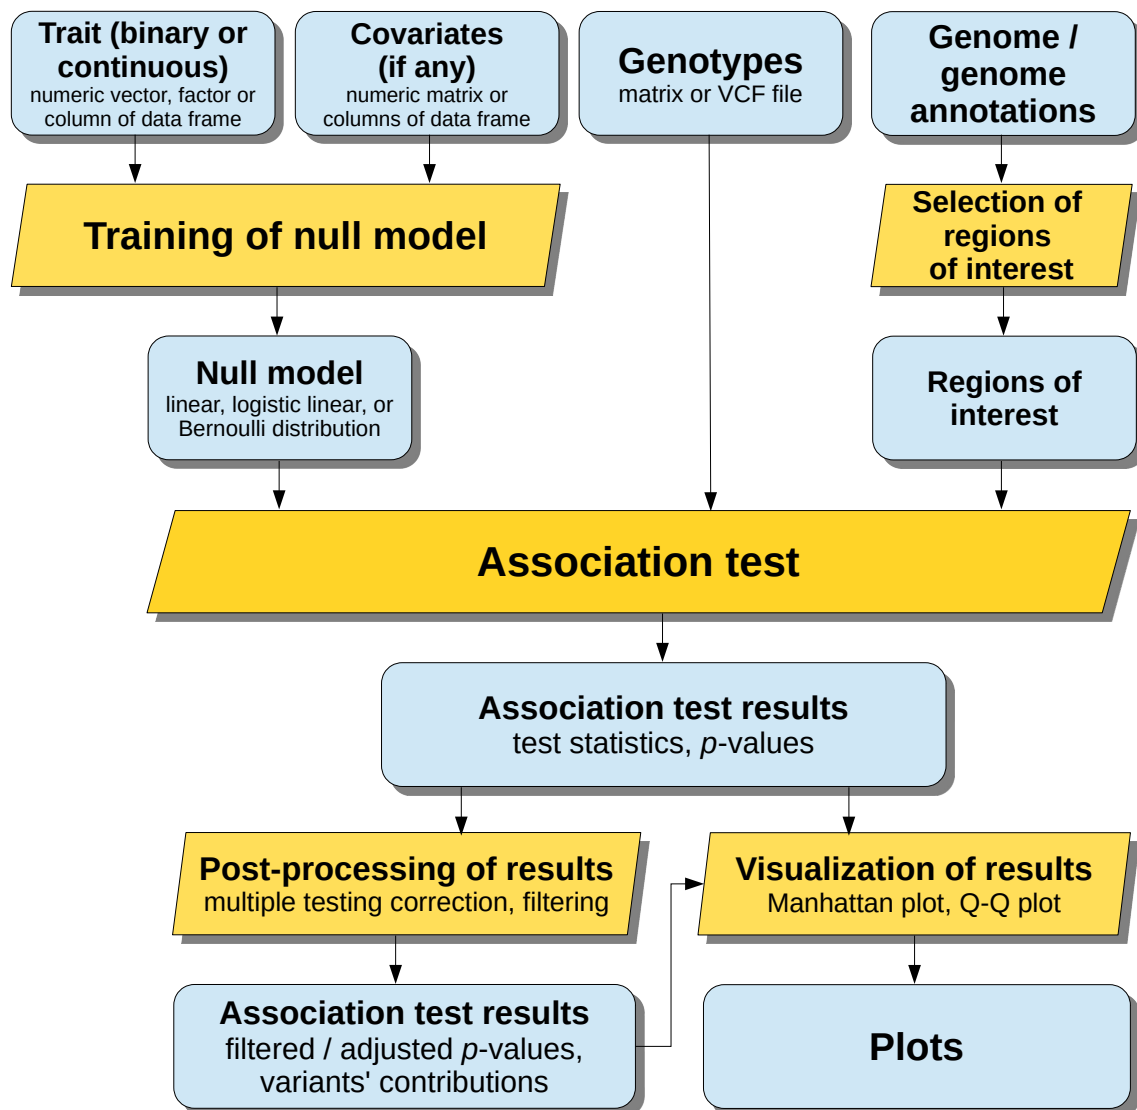 Trait (binary or
continuous)
numeric vector, factor or
column of data frame
Covariates
(if any)
numeric matrix or
columns of data frame
Genotypes
matrix or VCF file
Genome /
genome
annotations
Training of null model
Selection of
regions
of interest
Null model
linear, logistic linear, or
Bernoulli distribution
Regions of
interest
Association test
Association test results
test statistics, p-values
Post-processing of results
multiple testing correction, filtering
Visualization of results
Manhattan plot, Q-Q plot
Association test results
filtered / adjusted p-values,
variants' contributions
Plots